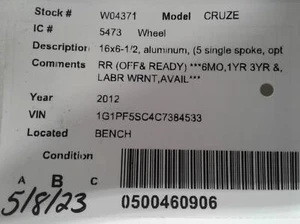 Stock # W04371 Model CRUZE
IC # 5473 Wheel
Description 16x6-1/2, aluminum, (5 single spoke, opt
Comments RR (OFF& READY) ***6MO,1YR 3YR &,
LABR WRNT,AVAIL***
Year 2012
VIN 1G1PF5SC4C7384533
Located BENCH
Condition
A B C
5/8/23
0500460906